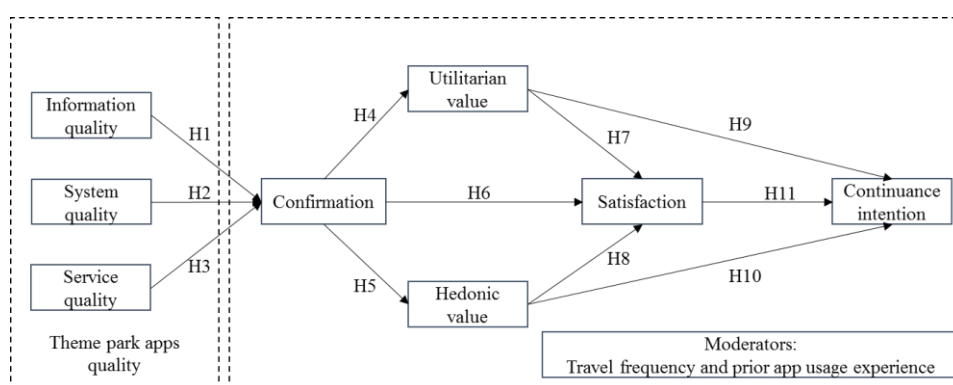 Information
quality
H1
System
quality
H2
Service
quality
H3
Theme park apps
quality
Confirmation
H4
H5
H6
Utilitarian
value
Hedonic
value
H7
H8
Satisfaction
H9
H10
H11
Continuance
intention
Moderators:
Travel frequency and prior app usage experience